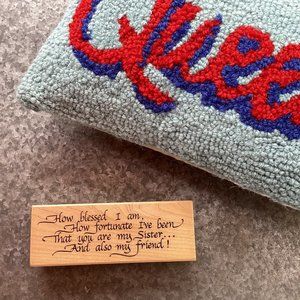 Quee
How blessed I am,
How fortunate I've been
That you are my Sister...
And also my friend!